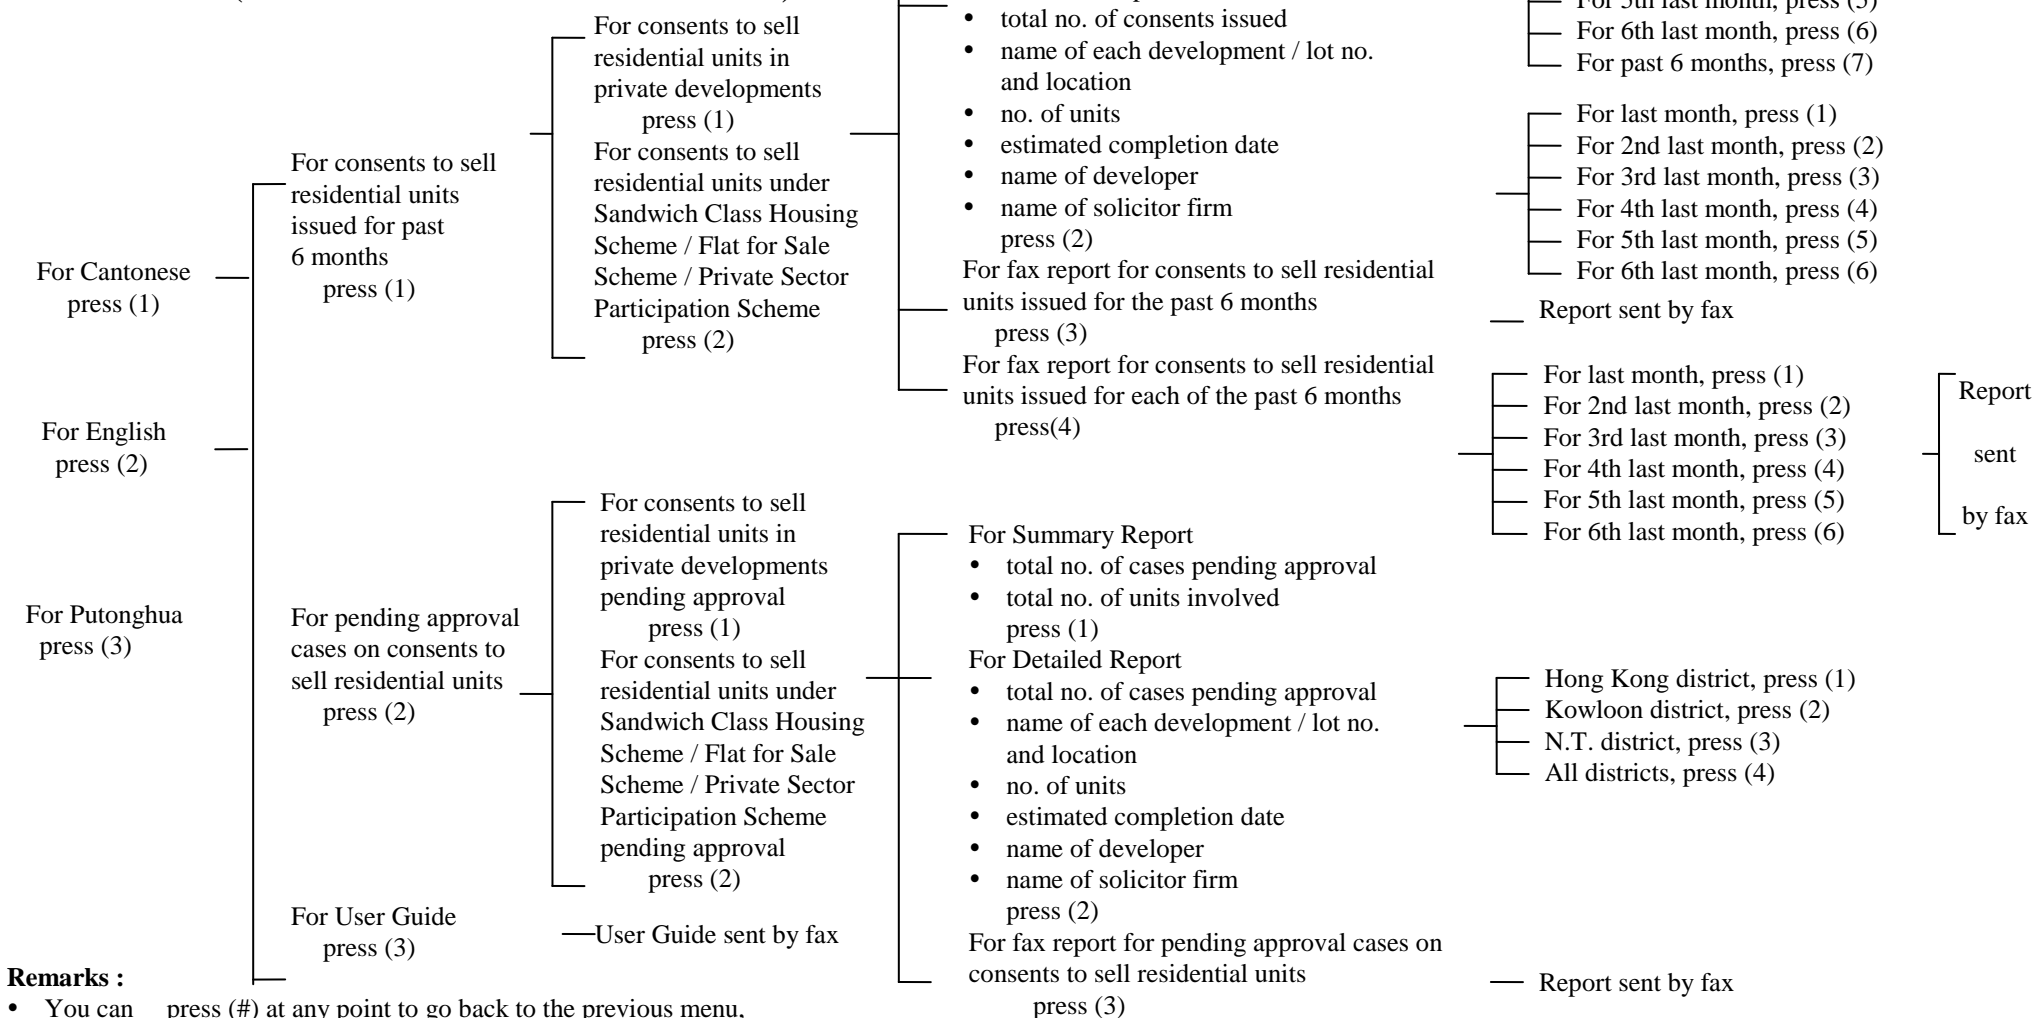 For Cantonese
press (1)
For English
press (2)
For Putonghua
press (3)
For consents to sell
residential units
issued for past
6 months
press (1)
For pending approval
cases on consents to
sell residential units
press (2)
For User Guide
press (3)
For consents to sell
residential units in
private developments
press (1)
For consents to sell
residential units under
Sandwich Class Housing
Scheme / Flat for Sale
Scheme / Private Sector
Participation Scheme
press (2)
For consents to sell
residential units in
private developments
pending approval
press (1)
For consents to sell
residential units under
Sandwich Class Housing
Scheme / Flat for Sale
Scheme / Private Sector
Participation Scheme
pending approval
press (2)
User Guide sent by fax
• total no. of consents issued
• name of each development / lot no.
and location
• no. of units
• estimated completion date
• name of developer
• name of solicitor firm
press (2)
For fax report for consents to sell residential
units issued for the past 6 months
press (3)
For fax report for consents to sell residential
units issued for each of the past 6 months
press(4)
For Summary Report
• total no. of cases pending approval
• total no. of units involved
press (1)
For Detailed Report
• total no. of cases pending approval
• name of each development / lot no.
and location
• no. of units
• estimated completion date
• name of developer
• name of solicitor firm
press (2)
For fax report for pending approval cases on
consents to sell residential units
press (3)
For 5th last month, press (5)
For 6th last month, press (6)
For past 6 months, press (7)
For last month, press (1)
For 2nd last month, press (2)
For 3rd last month, press (3)
For 4th last month, press (4)
For 5th last month, press (5)
For 6th last month, press (6)
Report sent by fax
For last month, press (1)
For 2nd last month, press (2)
For 3rd last month, press (3)
For 4th last month, press (4)
For 5th last month, press (5)
For 6th last month, press (6)
Report
sent
by fax
Hong Kong district, press (1)
Kowloon district, press (2)
N.T. district, press (3)
All districts, press (4)
Report sent by fax
Remarks :
• You can press (#) at any point to go back to the previous menu,